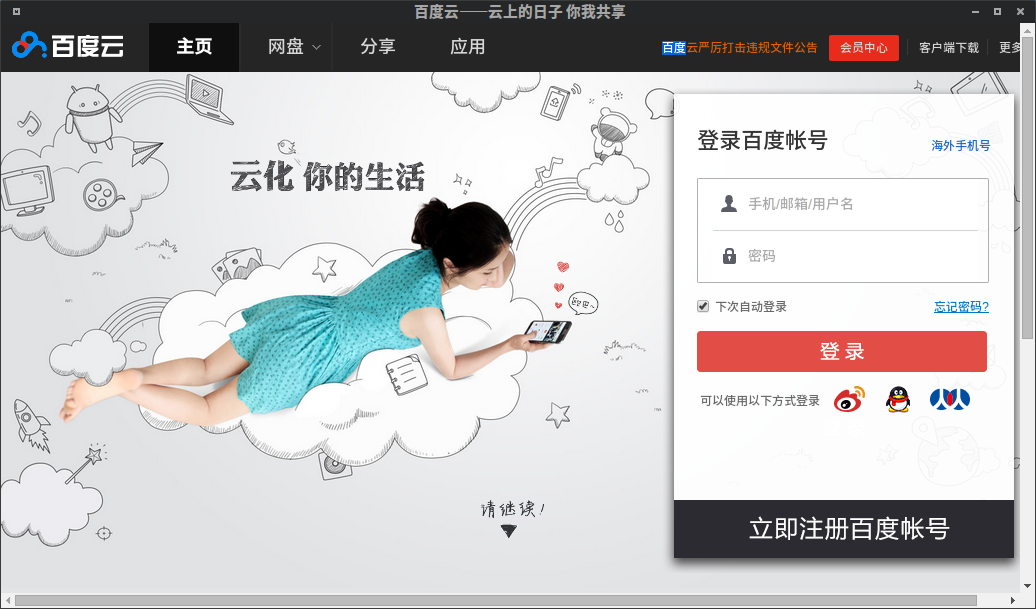 百度云——云上的日子 你我共享
百度云
主页 网盘 分享 应用
百度云严厉打击违规文件公告 会员中心 客户端下载 更多
云化 你的生活
登录百度帐号
海外手机号
手机/邮箱/用户名
密码
下次自动登录 忘记密码?
登录
可以使用以下方式登录
请继续!
立即注册百度帐号